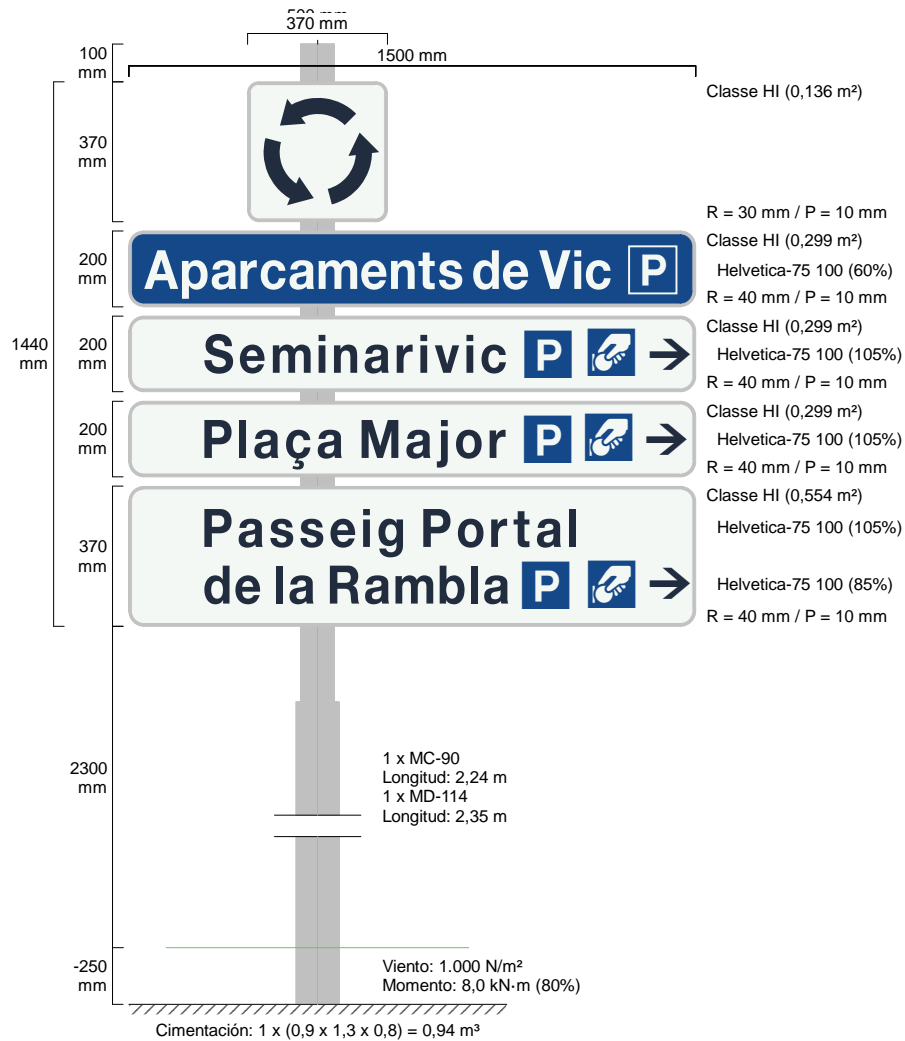 370 mm
1500 mm
100
mm
Classe HI (0,136 m²)
370
mm
R = 30 mm / P = 10 mm
1440
mm
200
mm
Aparcaments de Vic P
Classe HI (0,299 m²)
Helvetica-75 100 (60%)
R = 40 mm / P = 10 mm
200
mm
Seminarivic P
Classe HI (0,299 m²)
Helvetica-75 100 (105%)
R = 40 mm / P = 10 mm
200
mm
Plaça Major P
Classe HI (0,299 m²)
Helvetica-75 100 (105%)
R = 40 mm / P = 10 mm
370
mm
Passeig Portal
de la Rambla P
Classe HI (0,554 m²)
Helvetica-75 100 (105%)
Helvetica-75 100 (85%)
R = 40 mm / P = 10 mm
2300
mm
1 x MC-90
Longitud: 2,24 m
1 x MD-114
Longitud: 2,35 m
-250
mm
Viento: 1.000 N/m²
Momento: 8,0 kN·m (80%)
Cimentación: 1 x (0,9 x 1,3 x 0,8) = 0,94 m³